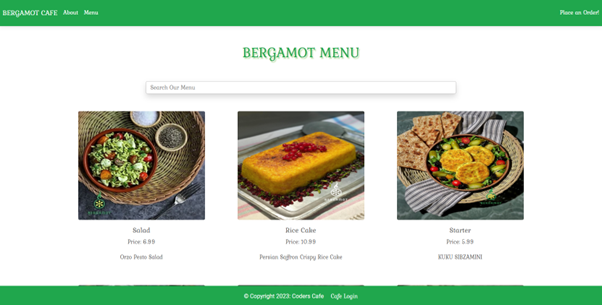 BERGAMOT CAFE About Menu Place an Order!
BERGAMOT MENU
Search Our Menu
Salad
Price: 6.99
Orzo Pesto Salad
Rice Cake
Price: 10.99
Persian Saffron Crispy Rice Cake
Starter
Price: 5.99
KUKU SIBZAMINI
© Copyright 2023: Coders Cafe Cafe Login